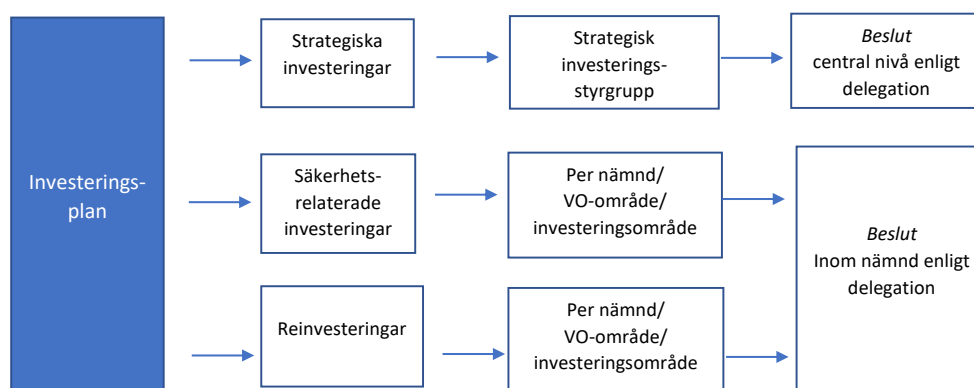 Investerings-
plan
Strategiska
investeringar
Strategisk
investerings-
styrgrupp
Beslut
central nivå enligt
delegation
Säkerhets-
relaterade
investeringar
Per nämnd/
VO-område/
investeringsområde
Beslut
Inom nämnd enligt
delegation
Reinvesteringar
Per nämnd/
VO-område/
investeringsområde